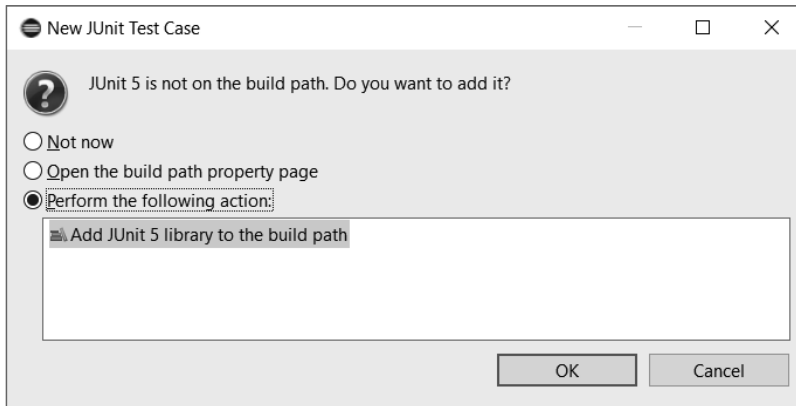 New JUnit Test Case
JUnit 5 is not on the build path. Do you want to add it?
Not now
Open the build path property page
Perform the following action:
Add JUnit 5 library to the build path
OK
Cancel